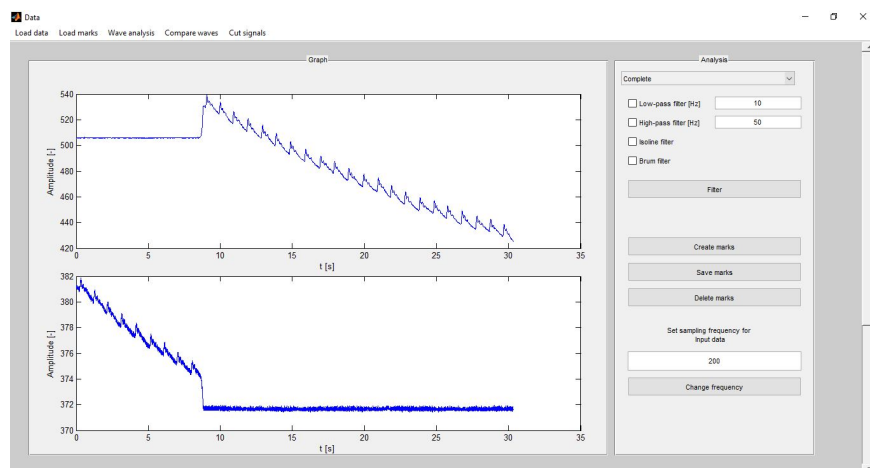 Data
Load data Load marks Wave analysis Compare waves Cut signals
Graph
540
520
500
480
460
440
420
Amplitude [-]
0 5 10 15 20 25 30 35
t [s]
382
380
378
376
374
372
370
Amplitude [-]
0 5 10 15 20 25 30 35
t [s]
Analysis
Complete
Low-pass filter [Hz] 10
High-pass filter [Hz] 50
Isoline filter
Brum filter
Filter
Create marks
Save marks
Delete marks
Set sampling frequency for
Input data
200
Change frequency